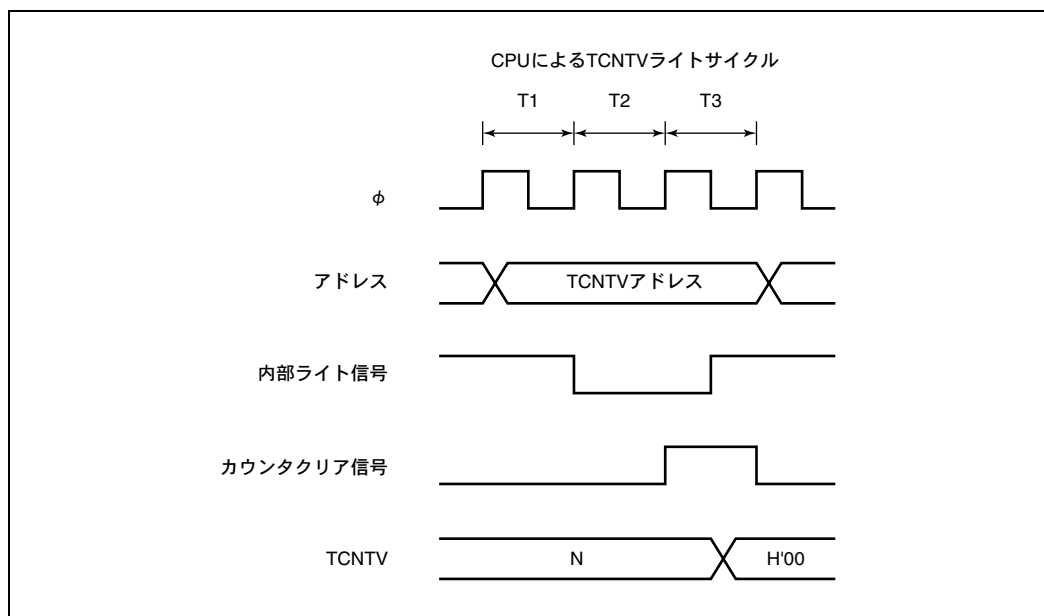 CPUによるTCNTVライトサイクル
T1 T2 T3
φ
アドレス
TCNTVアドレス
内部ライト信号
カウンタクリア信号
TCNTV
N
H'00